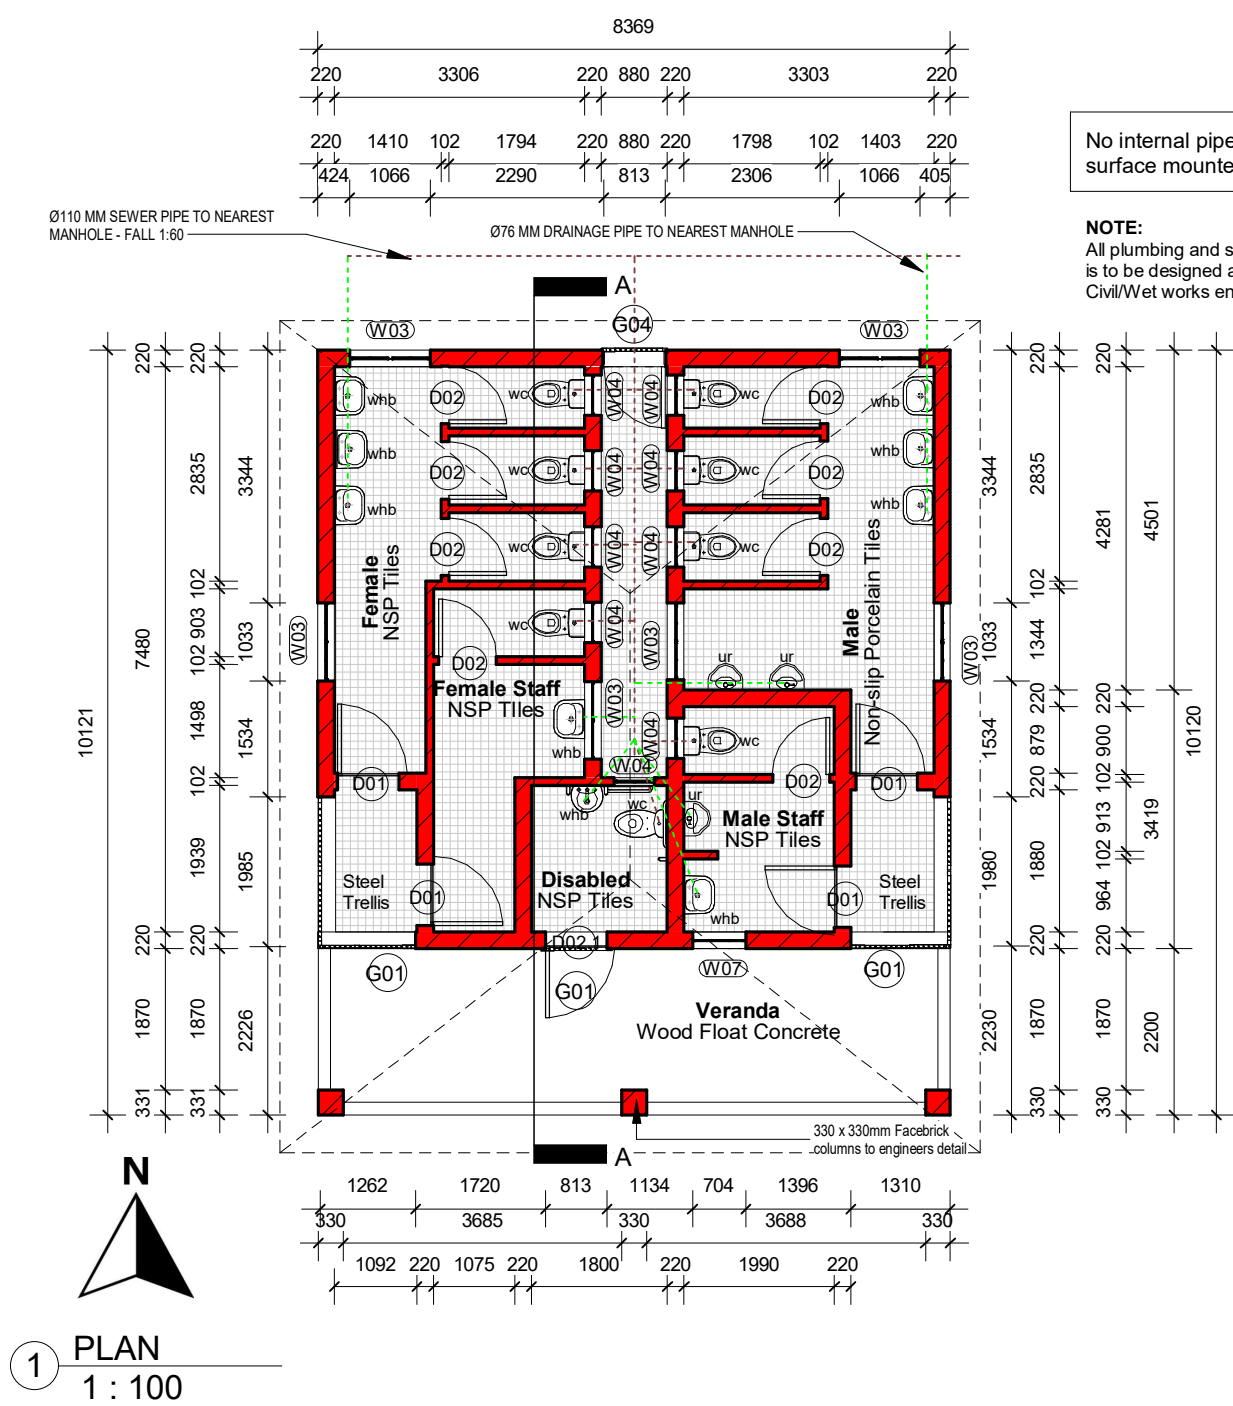 8369
220 3306 220 880 220 3303 220
220 1410 102 1794 220 880 220 1798 102 1403 220
424 1066 2290 813 2306 1066 405
No internal pipe
surface mounte
Ø110 MM SEWER PIPE TO NEAREST
MANHOLE - FALL 1:60
Ø76 MM DRAINAGE PIPE TO NEAREST MANHOLE
NOTE:
All plumbing and s
is to be designed a
Civil/Wet works en
A
G04
W03
W03
W04 W04
W04 W04
W04 W04
W04 W03
W03 W04
W04
W03
W03
D02 wc wc D02
D02 wc wc D02
D02 wc wc D02
whb
whb
whb
whb
whb
whb
Female
NSP Tiles
Male
Non-slip Porcelain Tiles
wc
D02
ur ur
Female Staff
NSP TIles
whb
wc
D02
D01
D01
whb
wc
ur
Male Staff
NSP Tiles
Disabled
NSP Tiles
Steel
Trellis
D01
whb
D01
Steel
Trellis
D02.1
W07
G01
G01
G01
Veranda
Wood Float Concrete
330 x 330mm Facebrick
columns to engineers detail
A
10121
220
7480
220
1870
331
220
2835
102
903
102
1498
102
1939
220
1870
331
3344
1033
1534
1985
2226
3344
1033
1534
1980
2230
220
2835
102
1344
220
879
220
1880
220
1870
330
220
4281
220
900
102
913
102
964
220
1870
330
4501
3419
2200
10120
1262 1720 813 1134 704 1396 1310
330 3685 330 3688 330
1092 220 1075 220 1800 220 1990 220
N
1 PLAN
1 : 100